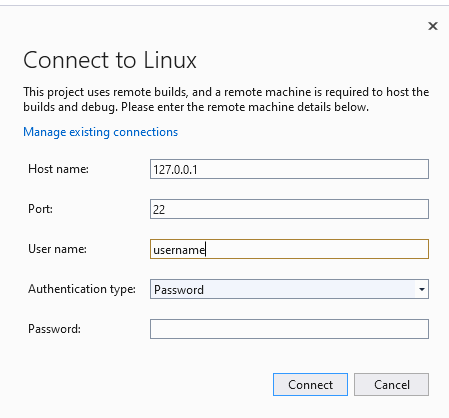 Connect to Linux
This project uses remote builds, and a remote machine is required to host the
builds and debug. Please enter the remote machine details below.
Manage existing connections
Host name: 127.0.0.1
Port: 22
User name: username
Authentication type: Password
Password:
Connect Cancel